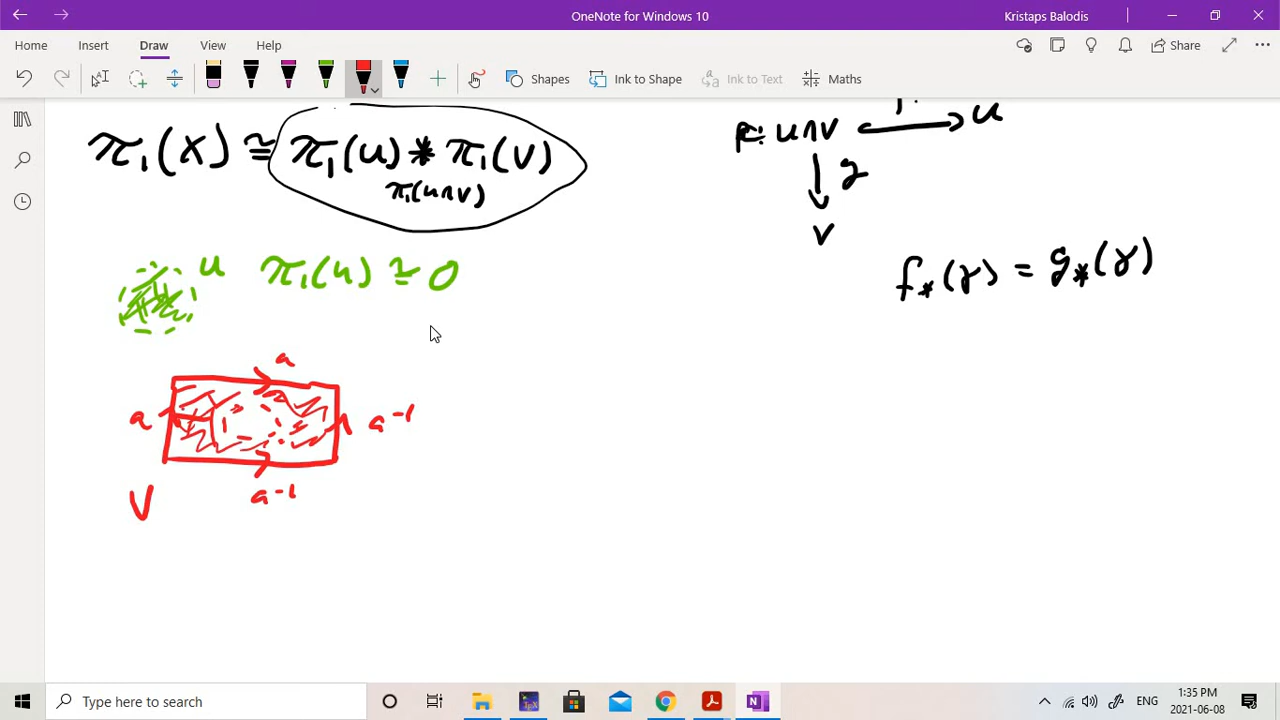 OneNote for Windows 10
Kristaps Balodis
Home Insert Draw View Help
Share
Shapes Ink to Shape Ink to Text Maths
π₁(X) ≅ π₁(u) * π₁(v)
π₁(u∩v)
u∩v → u
g
v
f_*(γ) = g_*(γ)
u π₁(u) ≅ 0
a
a a⁻¹
a⁻¹
V
Type here to search
ENG
1:35 PM
2021-06-08